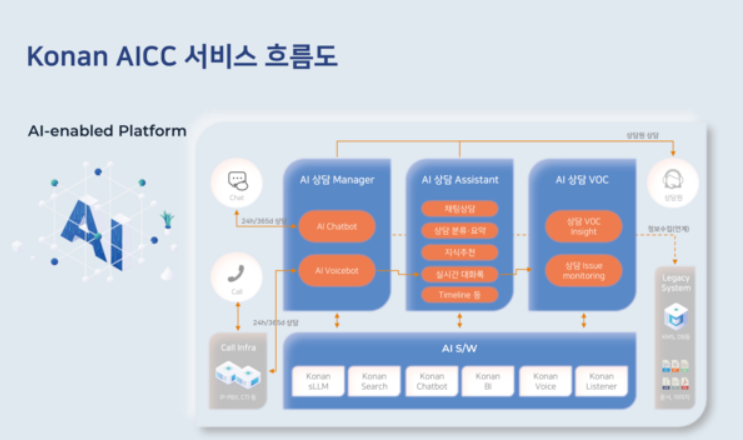 Konan AICC 서비스 흐름도
AI-enabled Platform
상담원 상담
Chat
AI 상담 Manager
AI 상담 Assistant
AI 상담 VOC
상담원
24h/365d 상담
AI Chatbot
채팅상담
상담 분류·요약
지식추천
상담 VOC
Insight
정보수집(연계)
Call
AI Voicebot
실시간 대화록
Timeline 등
상담 Issue
monitoring
Legacy
System
KMS, DB등
24h/365d 상담
Call Infra
IP-PBX, CTI 등
AI S/W
Konan
sLLM
Konan
Search
Konan
Chatbot
Konan
BI
Konan
Voice
Konan
Listener